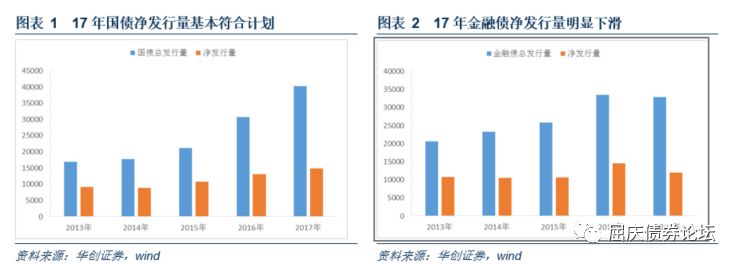 图表 1 17 年国债净发行量基本符合计划
国债总发行量 净发行量
45000
40000
35000
30000
25000
20000
15000
10000
5000
0
2013年 2014年 2015年 2016年 2017年
资料来源：华创证券，wind
图表 2 17 年金融债净发行量明显下滑
金融债总发行量 净发行量
40000
35000
30000
25000
20000
15000
10000
5000
0
2013年 2014年 2015年
资料来源：华创证券，wind
屈庆债券论坛